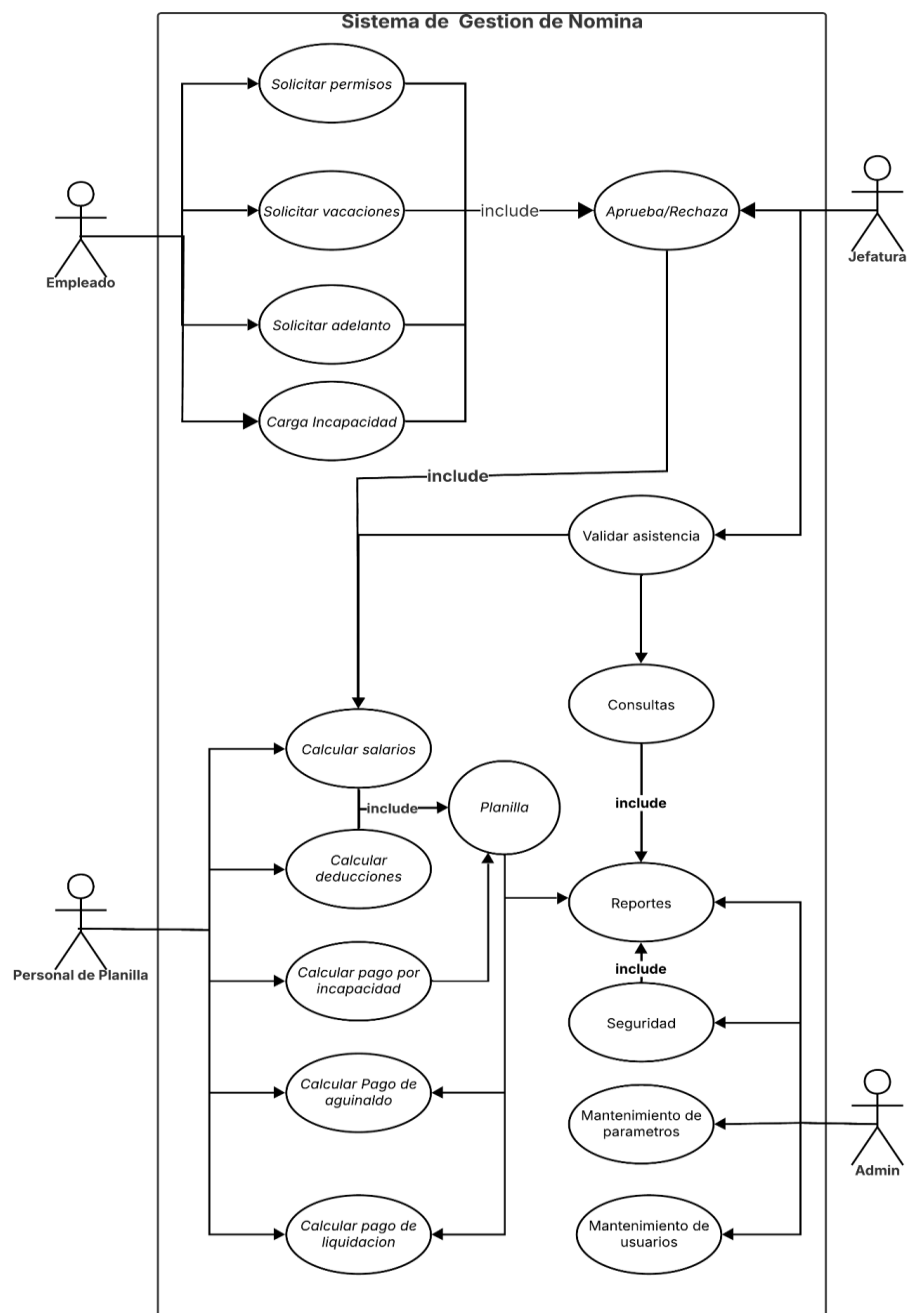 Sistema de  Gestion de Nomina
Solicitar permisos
Solicitar vacaciones
include
Aprueba/Rechaza
Jefatura
Empleado
Solicitar adelanto
Carga Incapacidad
include
Validar asistencia
Consultas
Calcular salarios
include
Planilla
include
Calcular
deducciones
Reportes
Personal de Planilla
Calcular pago por
incapacidad
include
Seguridad
Calcular Pago de
aguinaldo
Mantenimiento de
parametros
Admin
Calcular pago de
liquidacion
Mantenimiento de
usuarios